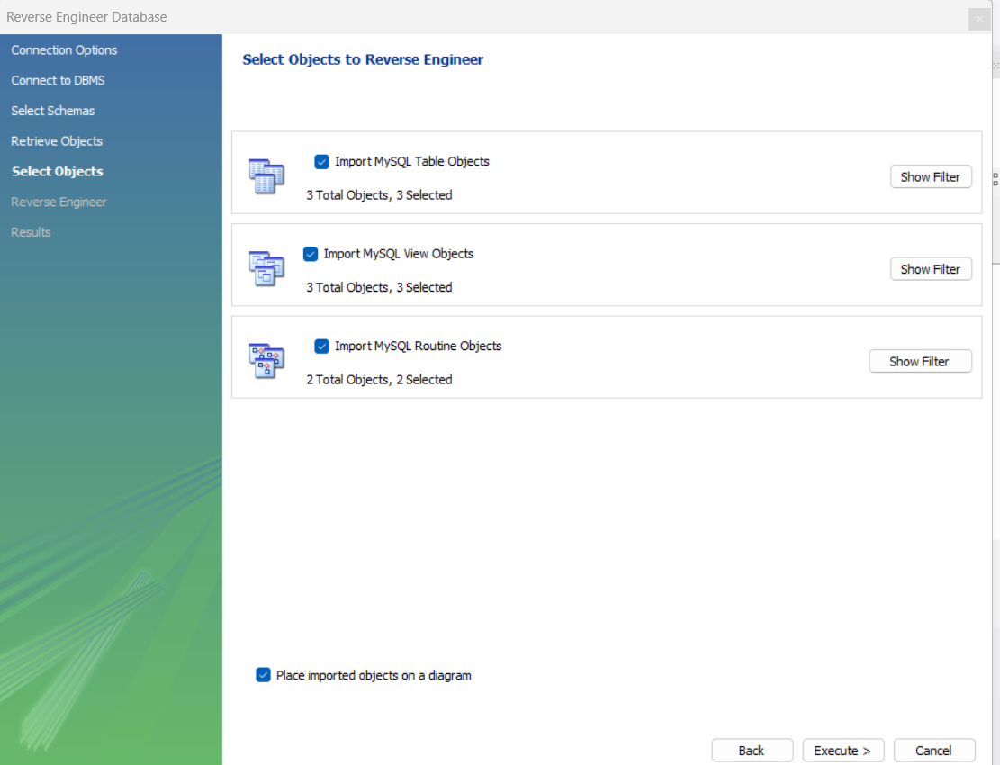 Reverse Engineer Database
Connection Options
Connect to DBMS
Select Schemas
Retrieve Objects
Select Objects
Reverse Engineer
Results
Select Objects to Reverse Engineer
Import MySQL Table Objects
3 Total Objects, 3 Selected
Show Filter
Import MySQL View Objects
3 Total Objects, 3 Selected
Show Filter
Import MySQL Routine Objects
2 Total Objects, 2 Selected
Show Filter
Place imported objects on a diagram
Back
Execute >
Cancel